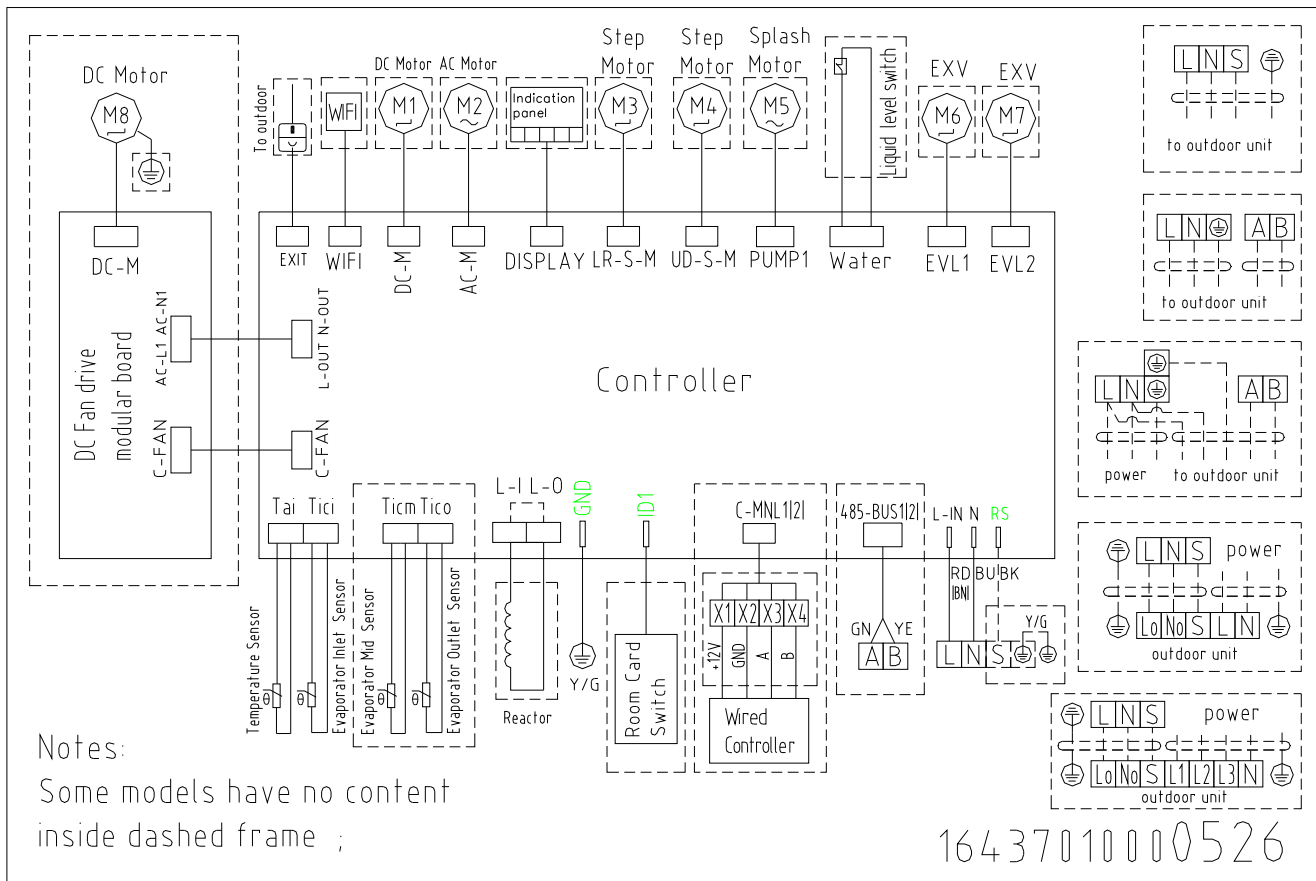 DC Motor
M8
DC-M
DC Fan drive
modular board
AC-L1 AC-N1
C-FAN
To outdoor
WIFI
DC Motor
M1
AC Motor
M2
Indication
panel
Step
Motor
M3
Step
Motor
M4
Splash
Motor
M5
Liquid level switch
EXV
M6
EXV
M7
EXIT
WIFI
DC-M
AC-M
DISPLAY
LR-S-M
UD-S-M
PUMP1
Water
EVL1
EVL2
L-OUT N-OUT
C-FAN
Controller
Tai
Tici
Ticm
Tico
L-I
L-O
GND
ID1
C-MNL1|2|
485-BUS1|2|
L-IN
N
RS
Temperature Sensor
θ
Evaporator Inlet Sensor
θ
Evaporator Mid Sensor
θ
Evaporator Outlet Sensor
θ
Reactor
Y/G
Room Card
Switch
X1 X2 X3 X4
+12V
GND
A
B
Wired
Controller
GN
YE
A B
RD
|BN|
BU
BK
Y/G
L N S
L N S
to outdoor unit
L N
A B
to outdoor unit
L N
A B
power
to outdoor unit
L N S
power
Lo No S L N
outdoor unit
L N S
power
Lo No S L1 L2 L3 N
outdoor unit
Notes:
Some models have no content
inside dashed frame ;
16437010000526